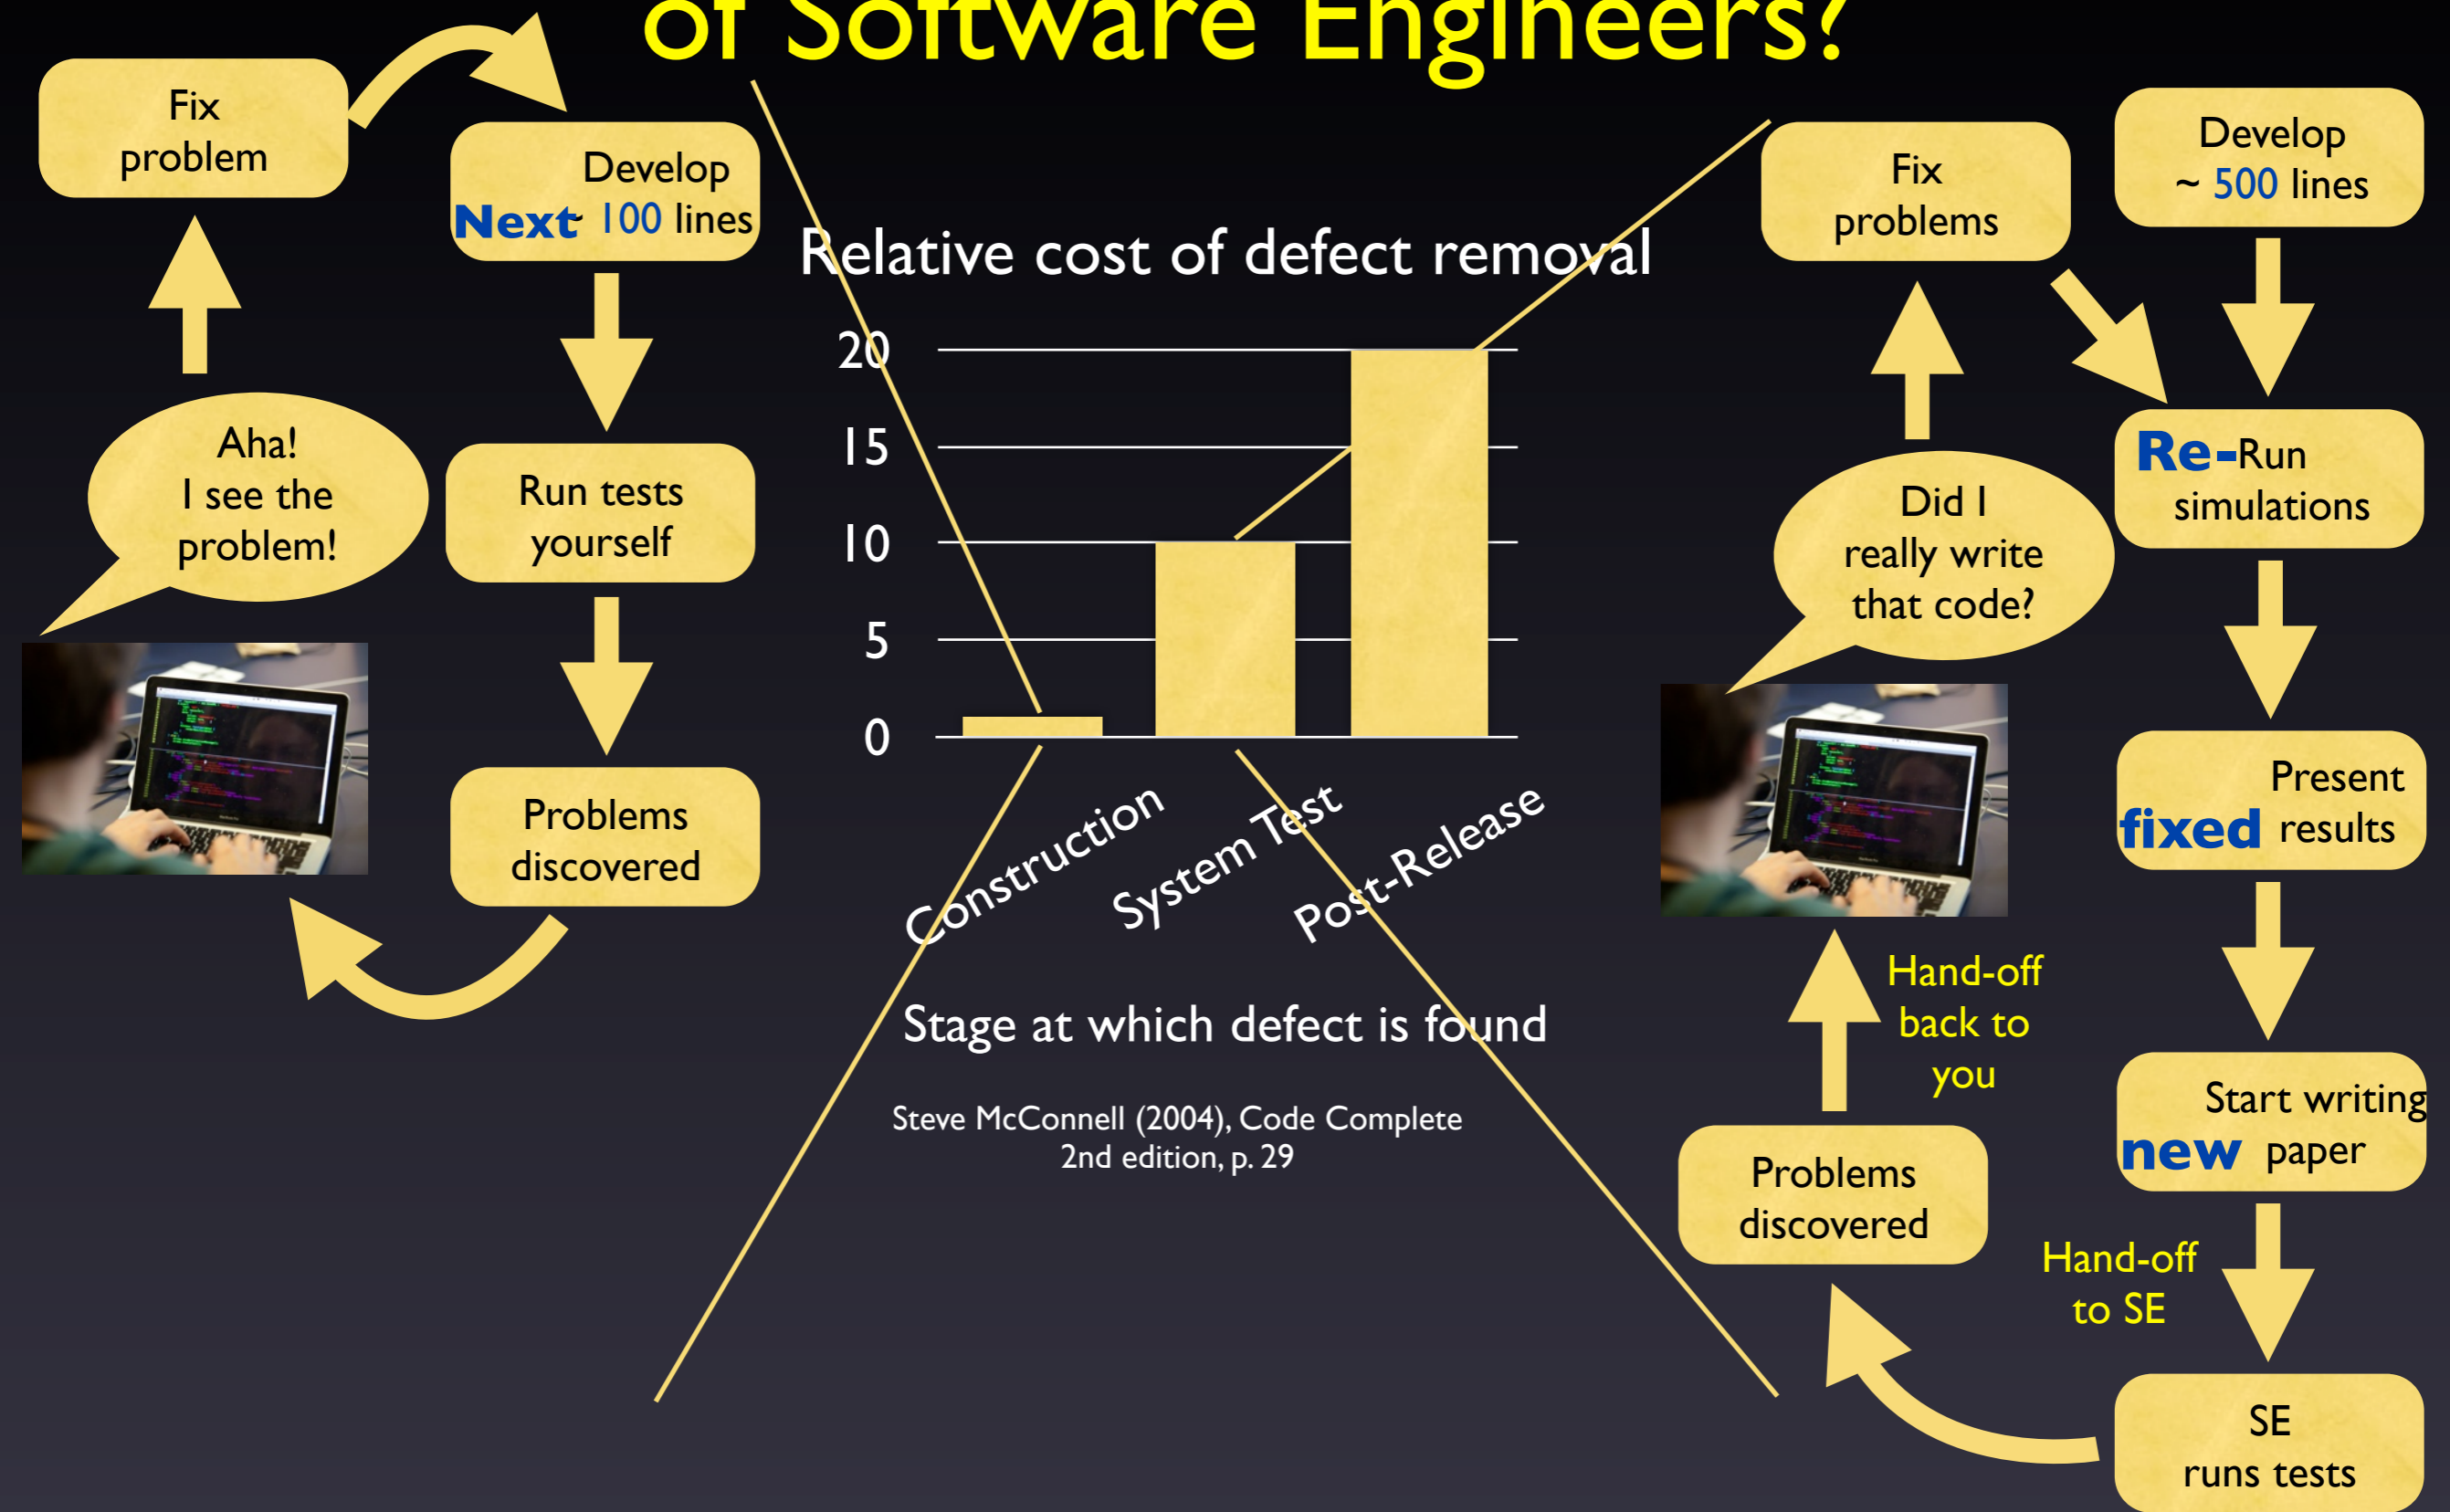 of Software Engineers?
Fix
problem
Develop
Next ~ 100 lines
Run tests
yourself
Problems
discovered
Aha!
I see the
problem!
Relative cost of defect removal
20
15
10
5
0
Construction
System Test
Post-Release
Stage at which defect is found
Steve McConnell (2004), Code Complete
2nd edition, p. 29
Fix
problems
Develop
~ 500 lines
Re-Run
simulations
Did I
really write
that code?
Present
fixed results
Hand-off
back to
you
Start writing
new paper
Problems
discovered
Hand-off
to SE
SE
runs tests